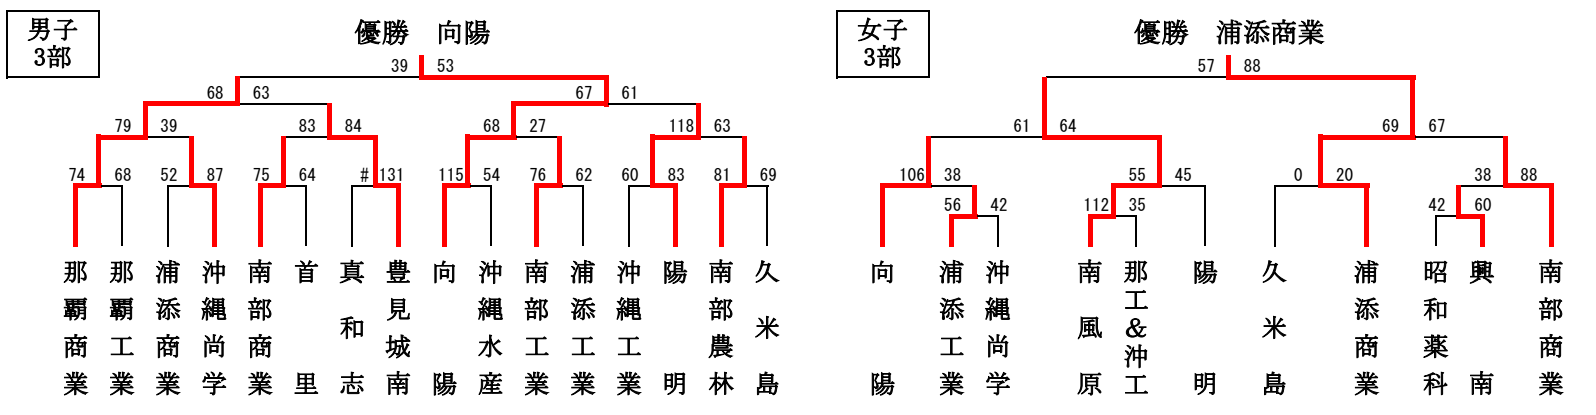 男子
3部
優勝　向陽
39 53
68 63 67 61
79 39 83 84 68 27 118 63
74 68 52 87 75 64 # 131 115 54 76 62 60 83 81 69
那覇商業
那覇工業
浦添商業
沖縄尚学
南部商業
首里
真和志
豊見城南
向陽
沖縄水産
南部工業
浦添工業
沖縄工業
陽明
南部農林
久米島
女子
3部
優勝　浦添商業
57 88
61 64 69 67
106 38 55 45 0 20 38 88
56 42 112 35 42 60
向陽
浦添工業
沖縄尚学
南風原
那工&沖工
陽明
久米島
浦添商業
昭和薬科
興南
南部商業